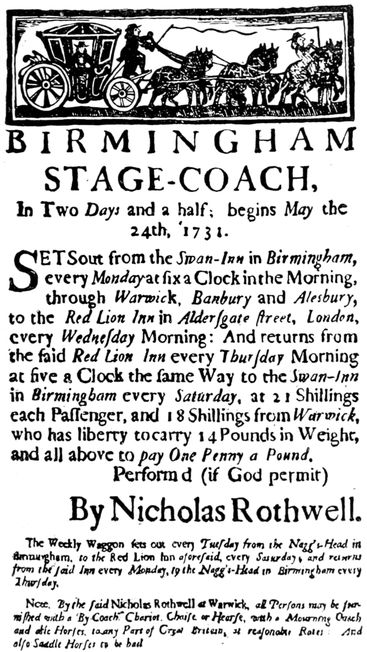 BIRMINGHAM
STAGE-COACH,
In Two Days and a half; begins May the
24th, 1731.
SETS out from the Swan-Inn in Birmingham,
every Monday at six a Clock in the Morning,
through Warwick, Banbury and Alesbury,
to the Red Lion Inn in Aldersgate street, London,
every Wednesday Morning: And returns from
the said Red Lion Inn every Thursday Morning
at five a Clock the same Way to the Swan-Inn
in Birmingham every Saturday, at 21 Shillings
each Passenger, and 18 Shillings from Warwick,
who has liberty to carry 14 Pounds in Weight,
and all above to pay One Penny a Pound.
Perform'd (if God permit)
By Nicholas Rothwell.
The Weekly Waggon sets out every Tuesday from the Nagg's-Head in
Birmingham, to the Red Lion Inn aforesaid, every Saturday, and returns
from the said Inn every Monday, to the Nagg's-Head in Birmingham every
Thursday.
Note. By the said Nicholas Rothwell at Warwick, all Persons may be fur-
nished with a By-Coach Chariot, Chaise or Hearse, with a Mourning Coach
and able Horses, to any Part of Great Britain, at reasonable Rates: And
also Saddle Horses to be had